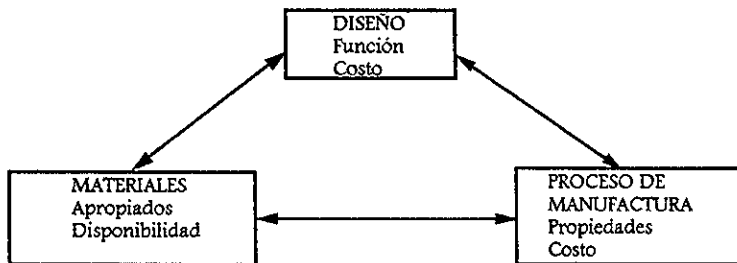 DISEÑO
Función
Costo
MATERIALES
Apropiados
Disponibilidad
PROCESO DE
MANUFACTURA
Propiedades
Costo